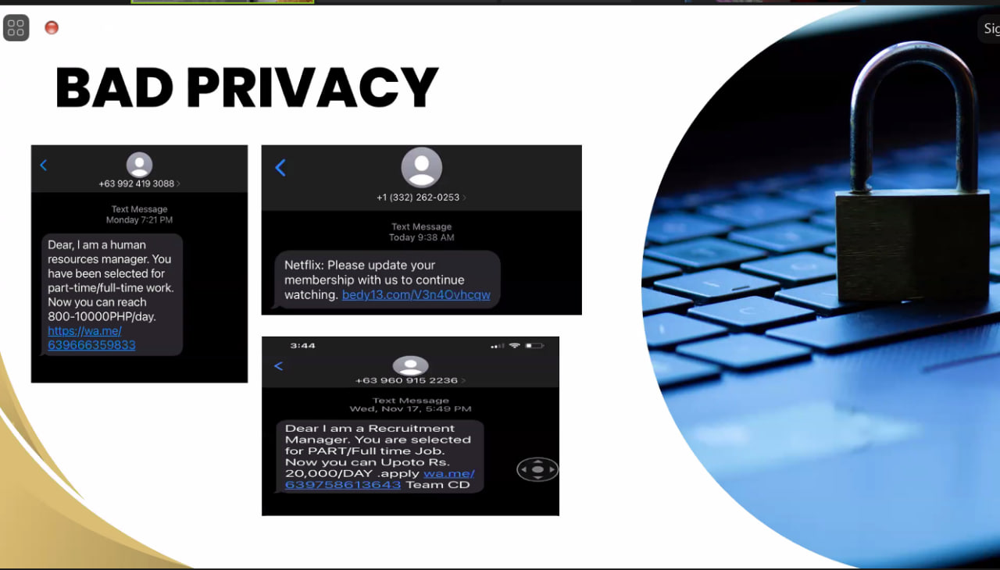 Sig
BAD PRIVACY
+63 992 419 3088 >
Text Message
Monday 7:21 PM
Dear, I am a human
resources manager. You
have been selected for
part-time/full-time work.
Now you can reach
800-10000PHP/day.
https://wa.me/
639666359833
+1 (332) 262-0253 >
Text Message
Today 9:38 AM
Netflix: Please update your
membership with us to continue
watching. bedy13.com/V3n4Ovhcqw
3:44
+63 960 915 2236 >
Text Message
Wed, Nov 17, 5:49 PM
Dear I am a Recruitment
Manager. You are selected
for PART/Full time Job.
Now you can Upoto Rs.
20,000/DAY .apply wa.me/
639758613643 Team CD